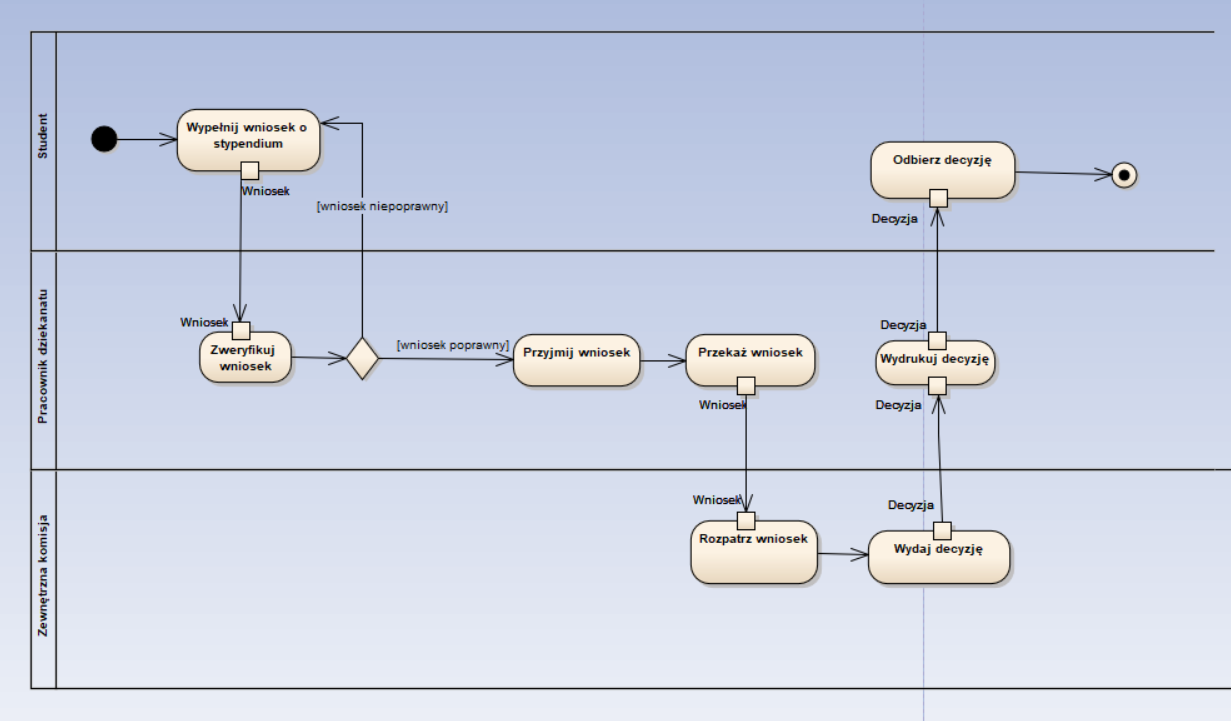 Student
Wypełnij wniosek o
stypendium
Wniosek
[wniosek niepoprawny]
Odbierz decyzję
Decyzja
Pracownik dziekanatu
Wniosek
Zweryfikuj
wniosek
[wniosek poprawny]
Przyjmij wniosek
Przekaż wniosek
Wniosek
Decyzja
Wydrukuj decyzję
Decyzja
Zewnętrzna komisja
Wniosek
Rozpatrz wniosek
Decyzja
Wydaj decyzję